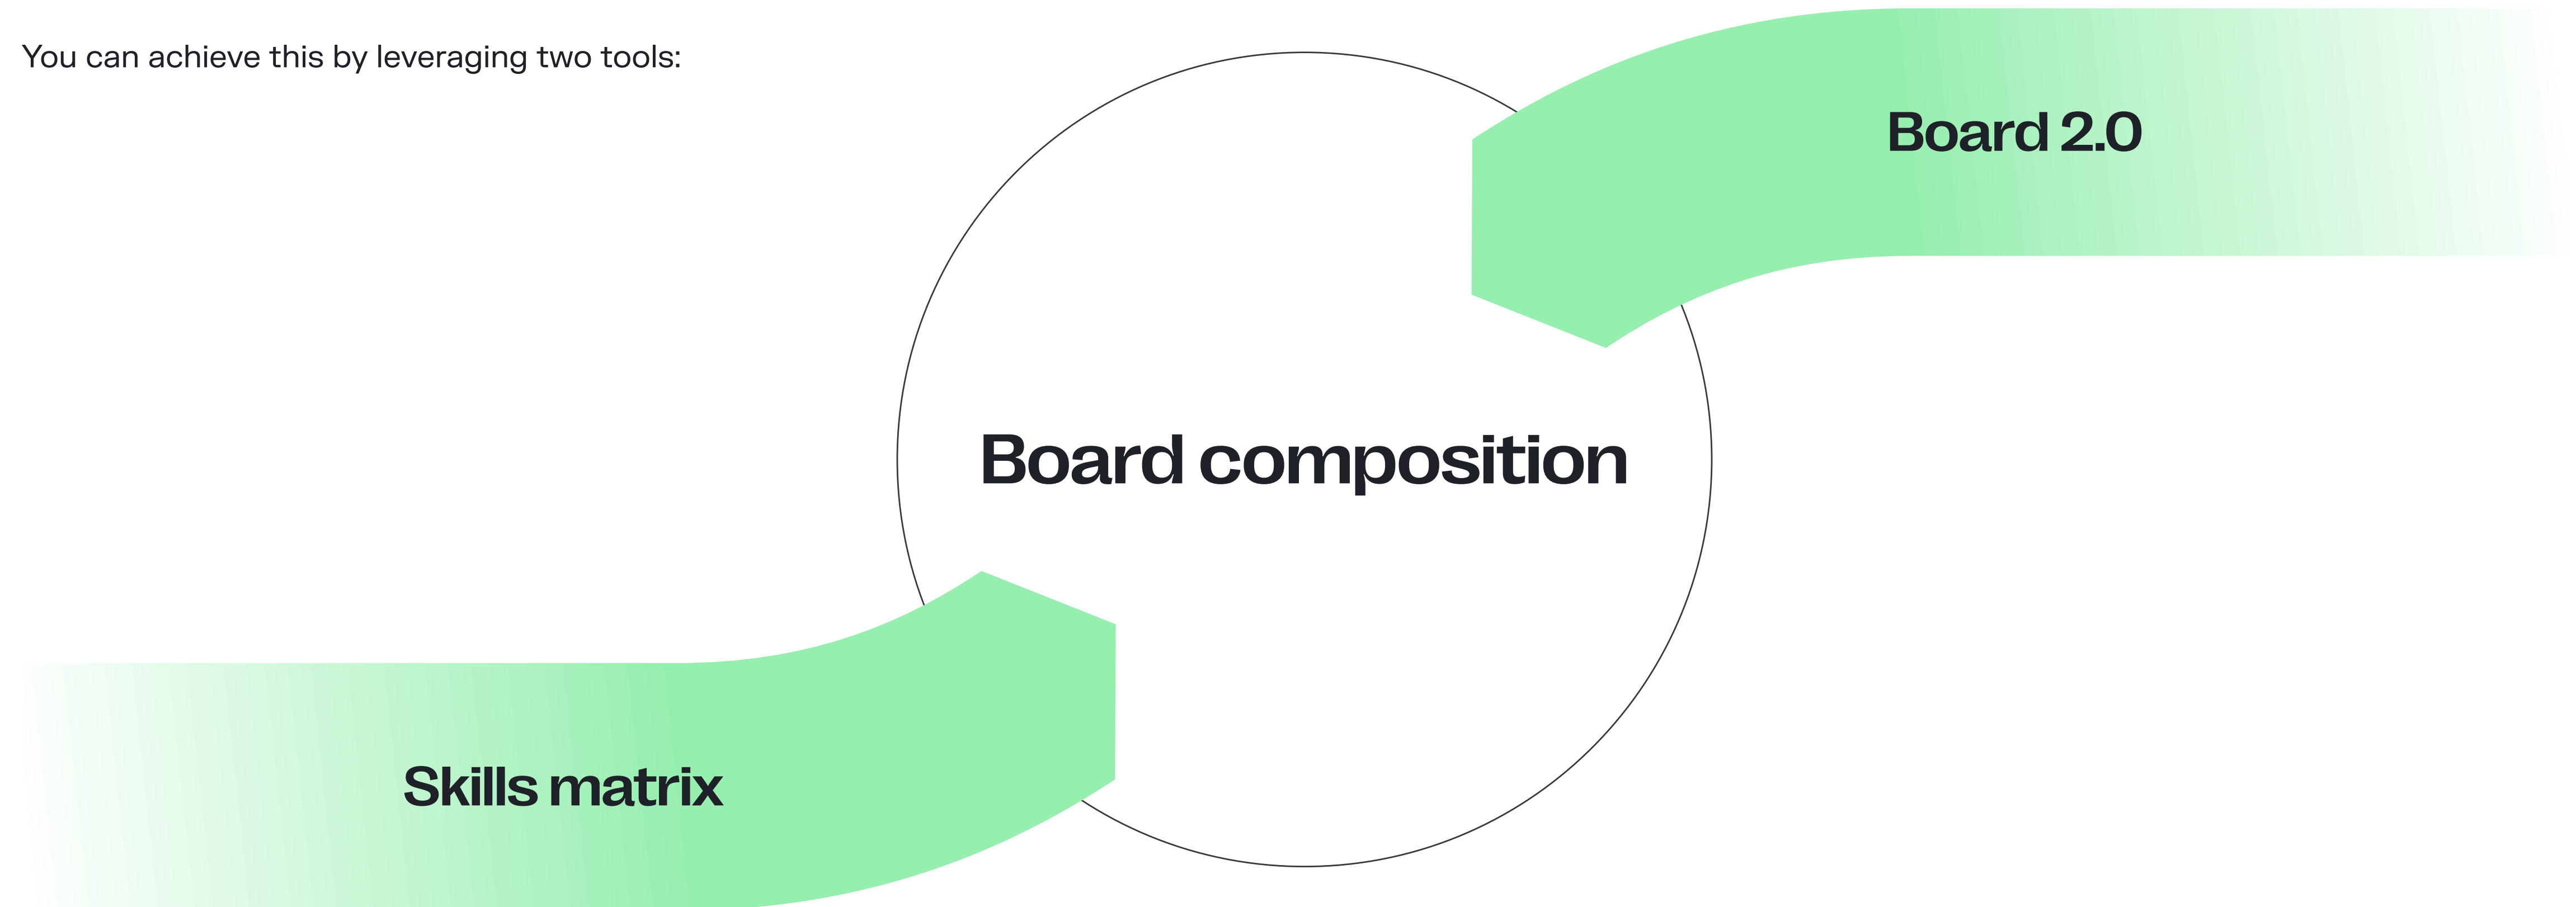 You can achieve this by leveraging two tools:
Board 2.0
Board composition
Skills matrix